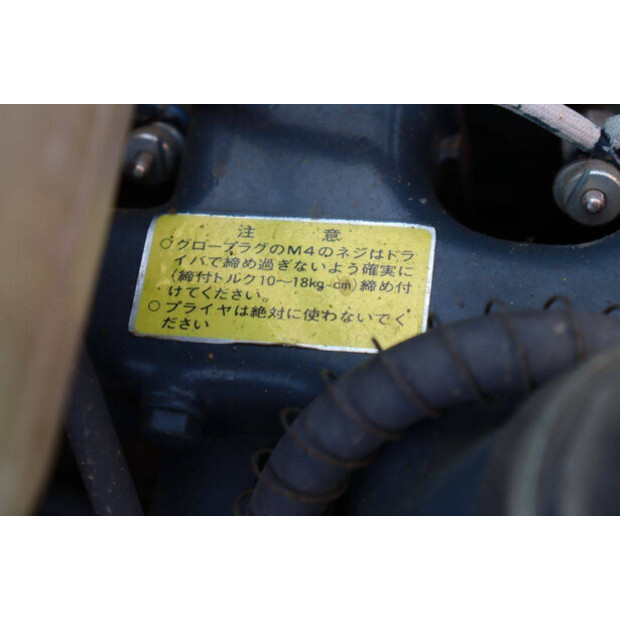 注意
○グロープラグのM4のネジはドラ
イバで締め過ぎないよう確実に
(締付トルク10〜18kg-cm)締め付
けてください。
○プライヤは絶対に使わないでく
ださい